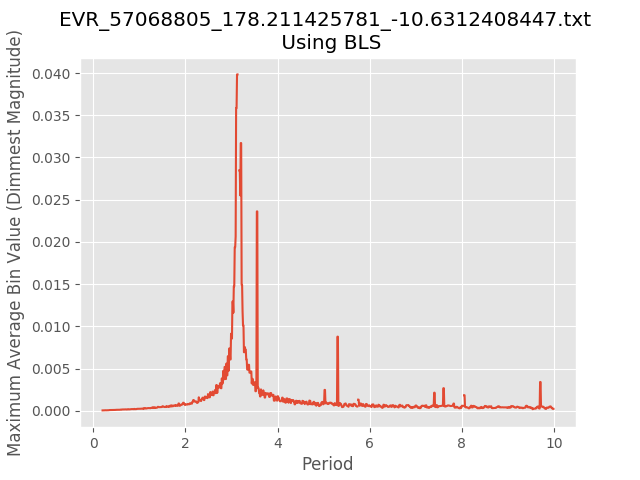 EVR_57068805_178.211425781_-10.6312408447.txt
Using BLS
Maximum Average Bin Value (Dimmest Magnitude)
0.040
0.035
0.030
0.025
0.020
0.015
0.010
0.005
0.000
0 2 4 6 8 10
Period